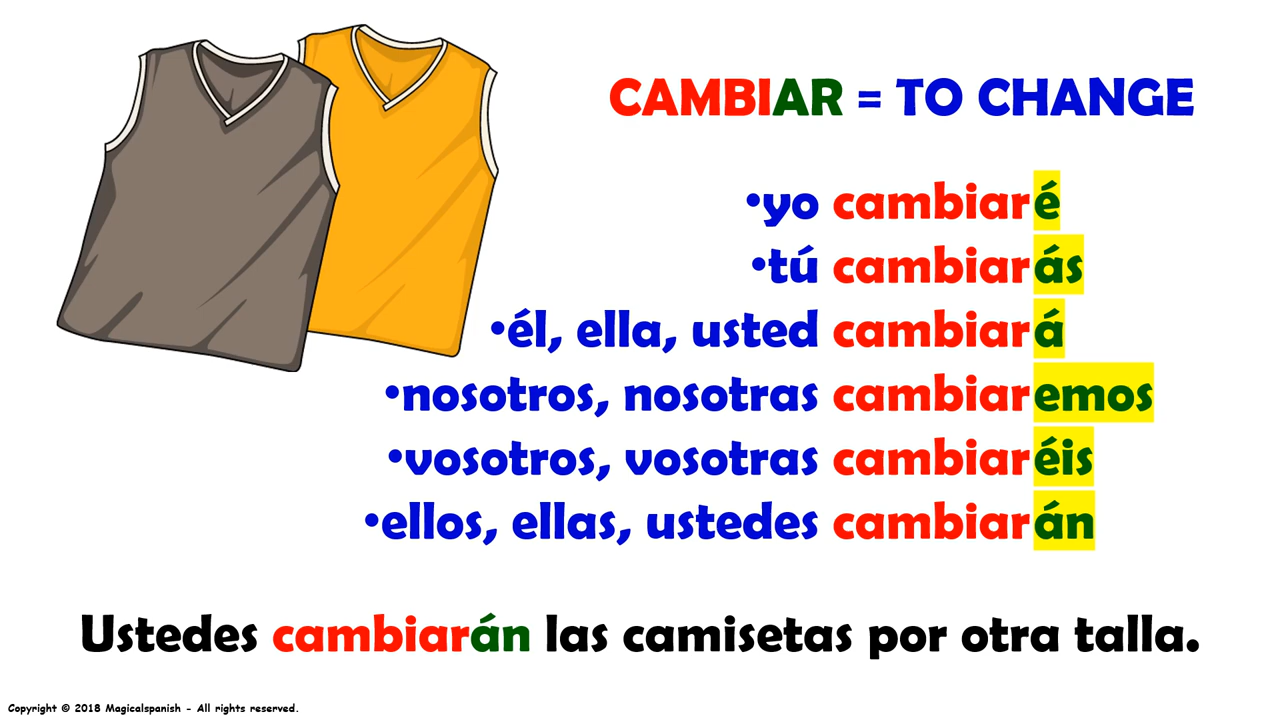 CAMBIAR = TO CHANGE
•yo cambiaré
•tú cambiarás
•él, ella, usted cambiará
•nosotros, nosotras cambiaremos
•vosotros, vosotras cambiaréis
•ellos, ellas, ustedes cambiarán
Ustedes cambiarán las camisetas por otra talla.
Copyright © 2018 Magicalspanish - All rights reserved.